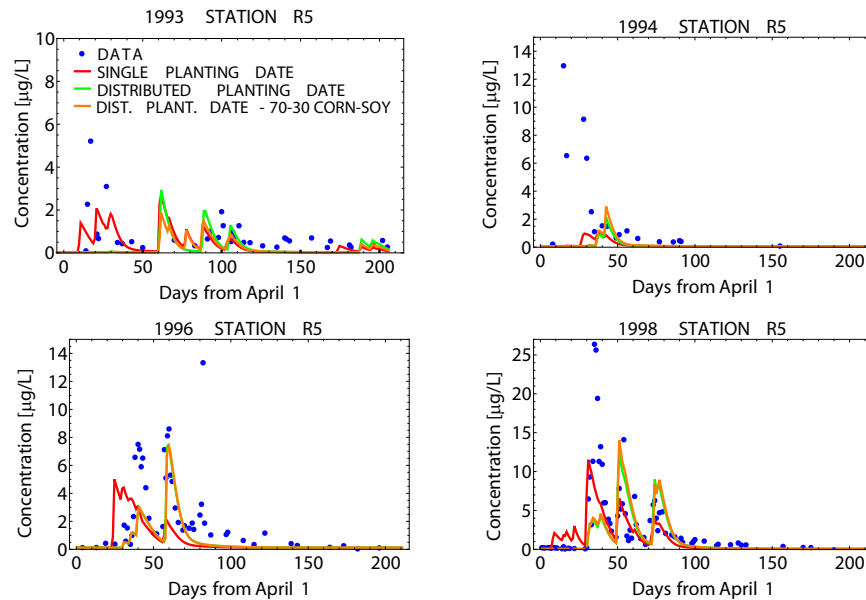 1993 STATION R5
10
8
6
4
2
0
Concentration [µg/L]
DATA
SINGLE PLANTING DATE
DISTRIBUTED PLANTING DATE
DIST. PLANT. DATE - 70-30 CORN-SOY
0 50 100 150 200
Days from April 1
1994 STATION R5
14
12
10
8
6
4
2
0
Concentration [µg/L]
0 50 100 150 200
Days from April 1
1996 STATION R5
14
12
10
8
6
4
2
0
Concentration [µg/L]
0 50 100 150 200
Days from April 1
1998 STATION R5
25
20
15
10
5
0
Concentration [µg/L]
0 50 100 150 200
Days from April 1